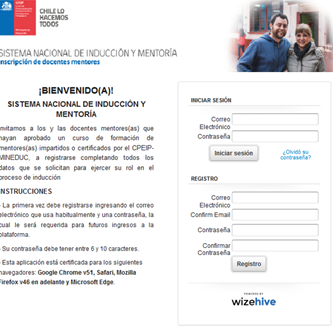 CHILE LO
HACEMOS
TODOS
SISTEMA NACIONAL DE INDUCCIÓN Y MENTORÍA
Inscripción de docentes mentores
¡BIENVENIDO(A)!
SISTEMA NACIONAL DE INDUCCIÓN Y
MENTORÍA
Invitamos a los y las docentes mentores(as) que
hayan aprobado un curso de formación de
mentores(as) impartidos o certificados por el CPEIP-
MINEDUC, a registrarse completando todos los
datos que se solicitan para ejercer su rol en el
proceso de inducción
INSTRUCCIONES
- La primera vez debe registrarse ingresando el correo
electrónico que usa habitualmente y una contraseña, la
cual le será requerida para futuros ingresos a la
plataforma.
- Su contraseña debe tener entre 6 y 10 caracteres.
- Esta aplicación está certificada para los siguientes
navegadores: Google Chrome v51, Safari, Mozilla
Firefox v46 en adelante y Microsoft Edge.
INICIAR SESIÓN
Correo
Electrónico
Contraseña
Iniciar sesión
¿Olvidó su
contraseña?
REGISTRO
Correo
Electrónico
Confirm Email
Contraseña
Confirmar
Contraseña
Registro
POWERED BY
wizehive